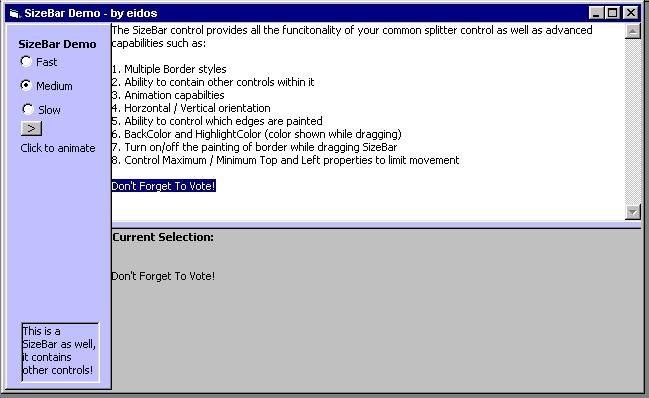 SizeBar Demo - by eidos
SizeBar Demo
Fast
Medium
Slow
>
Click to animate
This is a
SizeBar as well,
it contains
other controls!
The SizeBar control provides all the funcitonality of your common splitter control as well as advanced
capabilities such as:
1. Multiple Border styles
2. Ability to contain other controls within it
3. Animation capabilties
4. Horzontal / Vertical orientation
5. Ability to control which edges are painted
6. BackColor and HighlightColor (color shown while dragging)
7. Turn on/off the painting of border while dragging SizeBar
8. Control Maximum / Minimum Top and Left properties to limit movement
Don't Forget To Vote!
Current Selection:
Don't Forget To Vote!